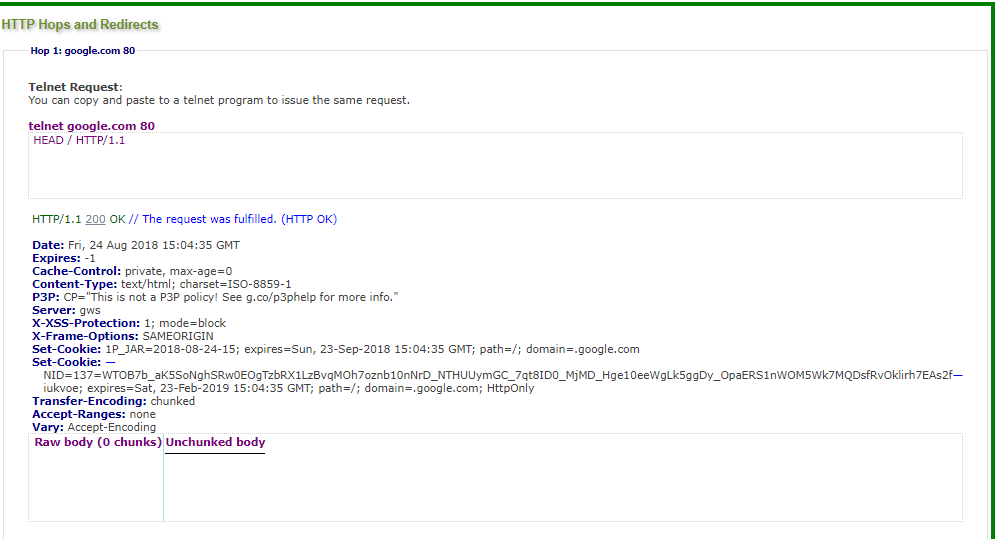 HTTP Hops and Redirects
Hop 1: google.com 80
Telnet Request:
You can copy and paste to a telnet program to issue the same request.
telnet google.com 80
HEAD / HTTP/1.1
HTTP/1.1 200 OK // The request was fulfilled. (HTTP OK)
Date: Fri, 24 Aug 2018 15:04:35 GMT
Expires: -1
Cache-Control: private, max-age=0
Content-Type: text/html; charset=ISO-8859-1
P3P: CP="This is not a P3P policy! See g.co/p3phelp for more info."
Server: gws
X-XSS-Protection: 1; mode=block
X-Frame-Options: SAMEORIGIN
Set-Cookie: 1P_JAR=2018-08-24-15; expires=Sun, 23-Sep-2018 15:04:35 GMT; path=/; domain=.google.com
Set-Cookie: —
NID=137=WTOB7b_aK5SoNghSRw0EOgTzbRX1LzBvqMOh7oznb10nNrD_NTHUUymGC_7qt8ID0_MjMD_Hge10eeWgLk5ggDy_OpaERS1nWOM5Wk7MQDsfRvOklirh7EAs2f—
iukvoe; expires=Sat, 23-Feb-2019 15:04:35 GMT; path=/; domain=.google.com; HttpOnly
Transfer-Encoding: chunked
Accept-Ranges: none
Vary: Accept-Encoding
Raw body (0 chunks) Unchunked body